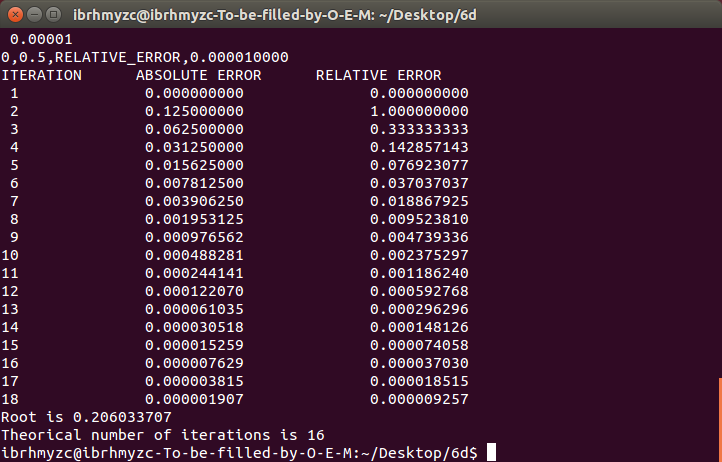 ibrhmyzc@ibrhmyzc-To-be-filled-by-O-E-M: ~/Desktop/6d
0.00001
0,0.5,RELATIVE_ERROR,0.000010000
ITERATION ABSOLUTE ERROR RELATIVE ERROR
1 0.000000000 0.000000000
2 0.125000000 1.000000000
3 0.062500000 0.333333333
4 0.031250000 0.142857143
5 0.015625000 0.076923077
6 0.007812500 0.037037037
7 0.003906250 0.018867925
8 0.001953125 0.009523810
9 0.000976562 0.004739336
10 0.000488281 0.002375297
11 0.000244141 0.001186240
12 0.000122070 0.000592768
13 0.000061035 0.000296296
14 0.000030518 0.000148126
15 0.000015259 0.000074058
16 0.000007629 0.000037030
17 0.000003815 0.000018515
18 0.000001907 0.000009257
Root is 0.206033707
Theorical number of iterations is 16
ibrhmyzc@ibrhmyzc-To-be-filled-by-O-E-M:~/Desktop/6d$